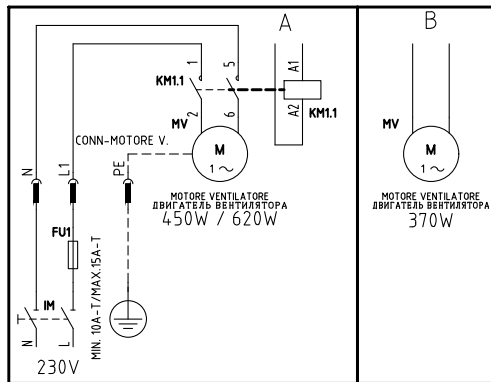 A
B
1
5
KM1.1
A1
A2
KM1.1
2
6
MV
MV
CONN-MOTORE V.
M
1 ~
M
1 ~
N
L1
PE
MOTORE VENTILATORE
ДВИГАТЕЛЬ ВЕНТИЛЯТОРА
450W / 620W
MOTORE VENTILATORE
ДВИГАТЕЛЬ ВЕНТИЛЯТОРА
370W
FU1
MIN. 10A-T/MAX.15A-T
IM
N
L
230V